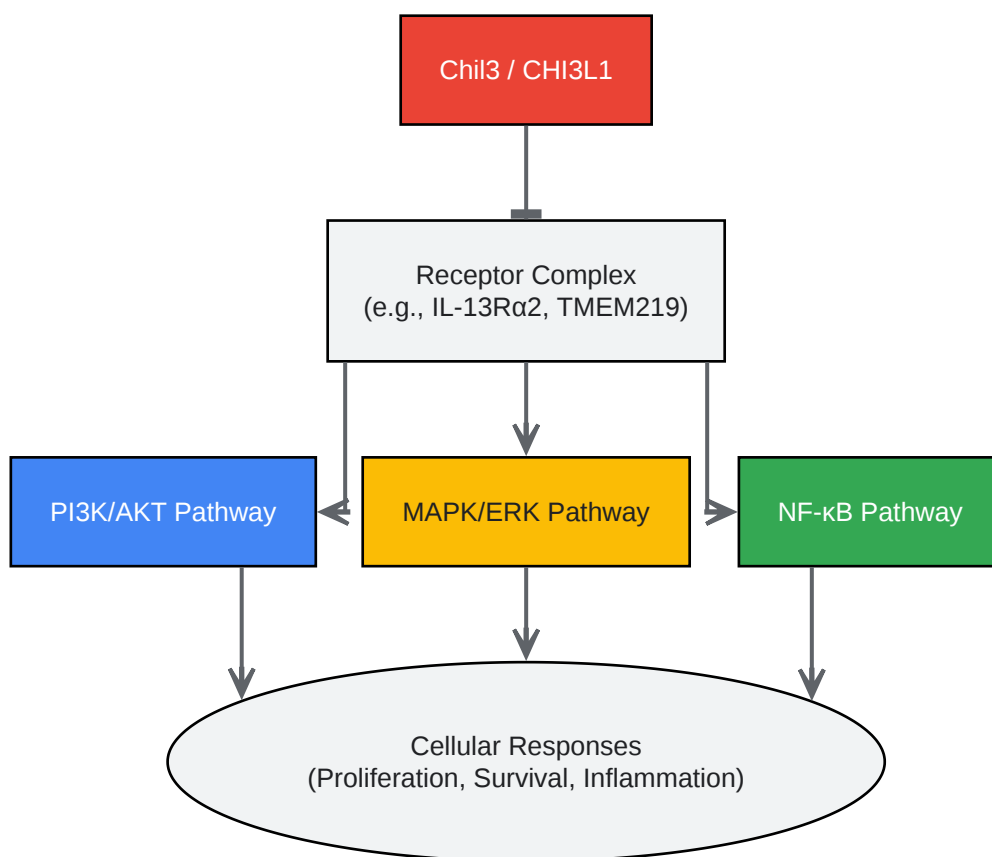 Chil3 / CHI3L1
Receptor Complex
(e.g., IL-13Rα2, TMEM219)
PI3K/AKT Pathway
MAPK/ERK Pathway
NF-κB Pathway
Cellular Responses
(Proliferation, Survival, Inflammation)